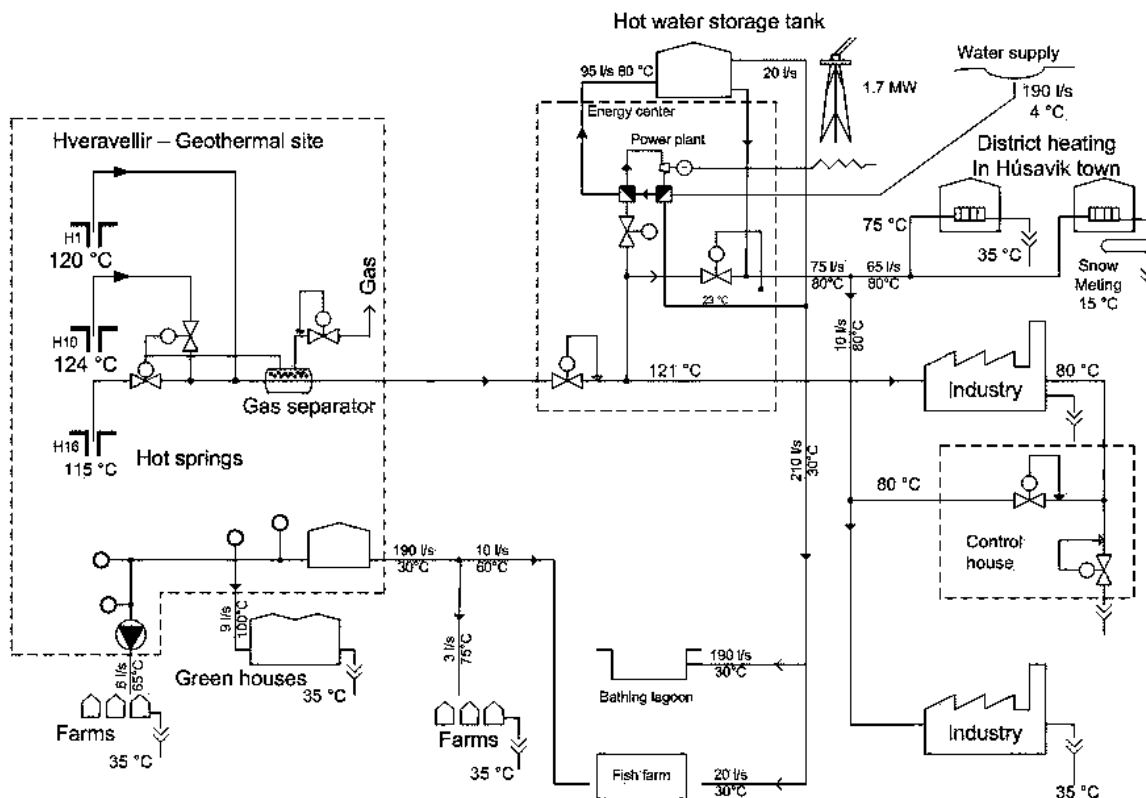 Hot water storage tank
95 l/s 80 °C
20 l/s
1.7 MW
Water supply
190 l/s
4 °C
Energy center
Power plant
Hveravellir – Geothermal site
District heating
In Húsavik town
H1
120 °C
75 °C
35 °C
Snow
Meting
15 °C
Gas
75 l/s
80°C
65 l/s
80°C
23 °C
10 l/s
80°C
H10
124 °C
121 °C
Industry
80 °C
Gas separator
H16
115 °C
Hot springs
210 l/s
30°C
80 °C
Control
house
190 l/s
30°C
10 l/s
60°C
9 l/s
100°C
3 l/s
75°C
6 l/s
65°C
Green houses
35 °C
190 l/s
30°C
Bathing lagoon
Farms
35 °C
Farms
35 °C
Fish farm
20 l/s
30°C
Industry
35 °C